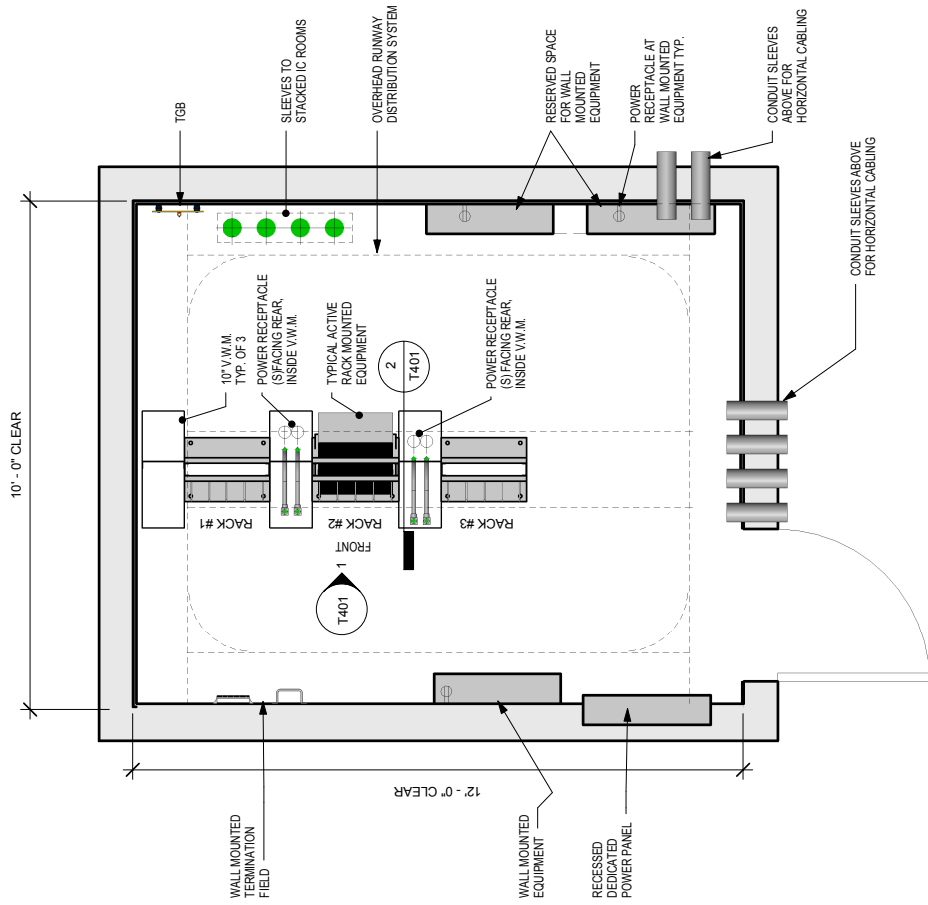 TGB
SLEEVES TO
STACKED IC ROOMS
OVERHEAD RUNWAY
DISTRIBUTION SYSTEM
RESERVED SPACE
FOR WALL
MOUNTED
EQUIPMENT
POWER
RECEPTACLE AT
WALL MOUNTED
EQUIPMENT TYP.
CONDUIT SLEEVES
ABOVE FOR
HORIZONTAL CABLING
CONDUIT SLEEVES ABOVE
FOR HORIZONTAL CABLING
10' - 0" CLEAR
10" V.W.M.
TYP. OF 3
POWER RECEPTACLE
(S)FACING REAR,
INSIDE V.W.M.
TYPICAL ACTIVE
RACK MOUNTED
EQUIPMENT
2
T401
POWER RECEPTACLE
(S) FACING REAR,
INSIDE V.W.M.
RACK #1
RACK #2
RACK #3
FRONT
1
T401
12' - 0" CLEAR
WALL MOUNTED
TERMINATION
FIELD
WALL MOUNTED
EQUIPMENT
RECESSED
DEDICATED
POWER PANEL